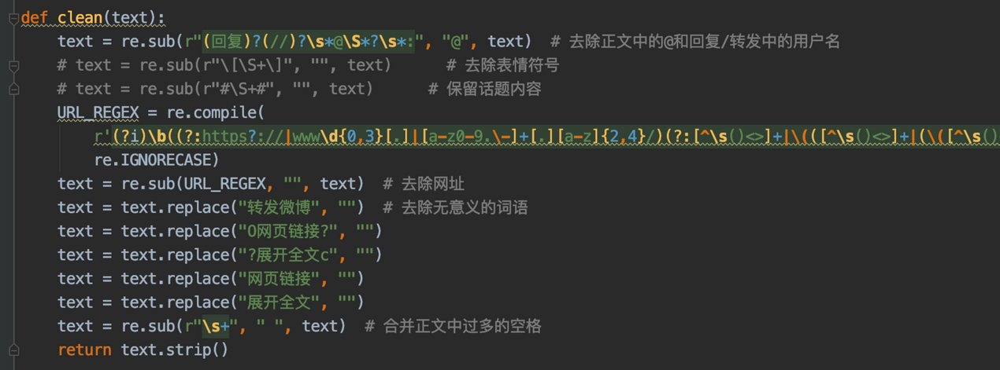 def clean(text):
    text = re.sub(r"(回复)?(//)?\s*@\S*?\s*:", "@", text)  # 去除正文中的@和回复/转发中的用户名
    # text = re.sub(r"\[\S+\]", "", text)      # 去除表情符号
    # text = re.sub(r"#\S+#", "", text)      # 保留话题内容
    URL_REGEX = re.compile(
        r'(?i)\b((?:https?://|www\d{0,3}[.]|[a-z0-9.\-]+[.][a-z]{2,4}/)(?:[^\s()<>]+|\(([^\s()<>]+|(\([^\s()
        re.IGNORECASE)
    text = re.sub(URL_REGEX, "", text)  # 去除网址
    text = text.replace("转发微博", "")  # 去除无意义的词语
    text = text.replace("O网页链接?", "")
    text = text.replace("?展开全文c", "")
    text = text.replace("网页链接", "")
    text = text.replace("展开全文", "")
    text = re.sub(r"\s+", " ", text)  # 合并正文中过多的空格
    return text.strip()